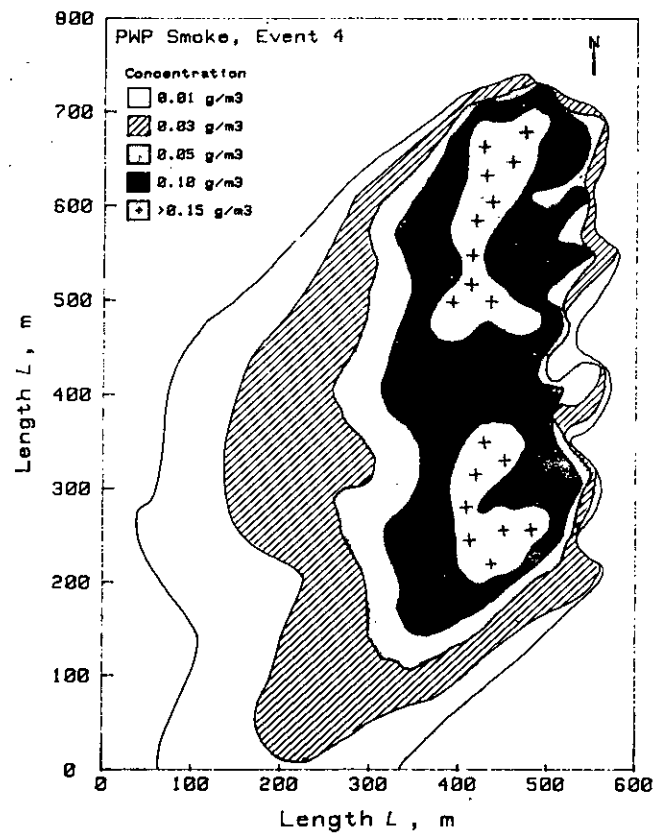 PWP Smoke, Event 4
N
Concentration
0.01 g/m3
0.03 g/m3
0.05 g/m3
0.10 g/m3
>0.15 g/m3
800
700
600
500
400
300
200
100
0
Length L, m
0 100 200 300 400 500 600
Length L, m